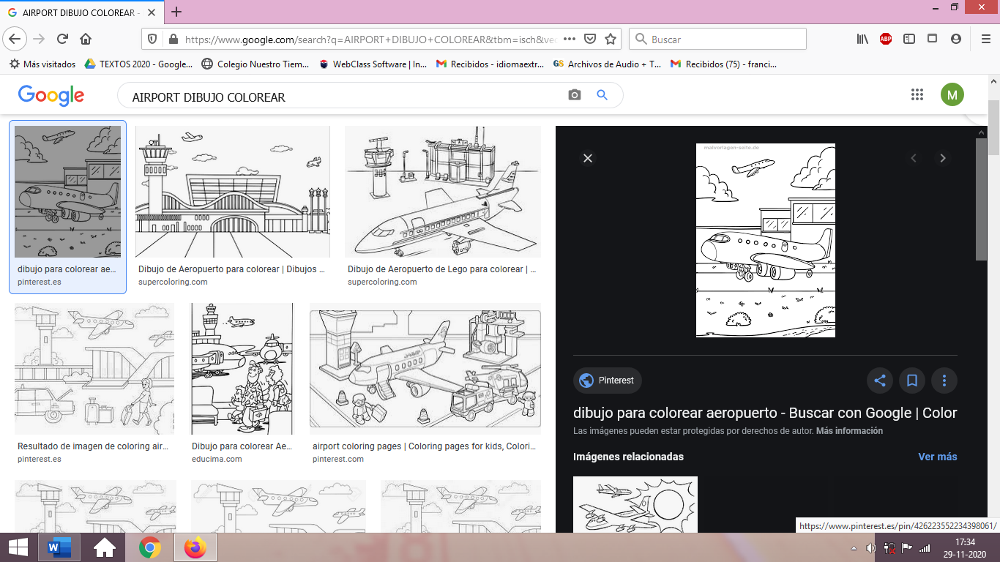 AIRPORT DIBUJO COLOREAR -
https://www.google.com/search?q=AIRPORT+DIBUJO+COLOREAR&tbm=isch&vec
Buscar
ABP
Más visitados
TEXTOS 2020 - Google...
Colegio Nuestro Tiem...
WebClass Software | In...
Recibidos - idiomaextr...
GS Archivos de Audio + T...
Recibidos (75) - franci...
Google
AIRPORT DIBUJO COLOREAR
M
dibujo para colorear ae...
pinterest.es
Dibujo de Aeropuerto para colorear | Dibujos ...
supercoloring.com
Dibujo de Aeropuerto de Lego para colorear | ...
supercoloring.com
Resultado de imagen de coloring air...
pinterest.es
Dibujo para colorear Ae...
educima.com
airport coloring pages | Coloring pages for kids, Colori...
pinterest.com
malvorlagen-seite.de
Pinterest
dibujo para colorear aeropuerto - Buscar con Google | Color
Las imágenes pueden estar protegidas por derechos de autor. Más información
Imágenes relacionadas
Ver más
https://www.pinterest.es/pin/426223552234398061/
W
17:34
29-11-2020